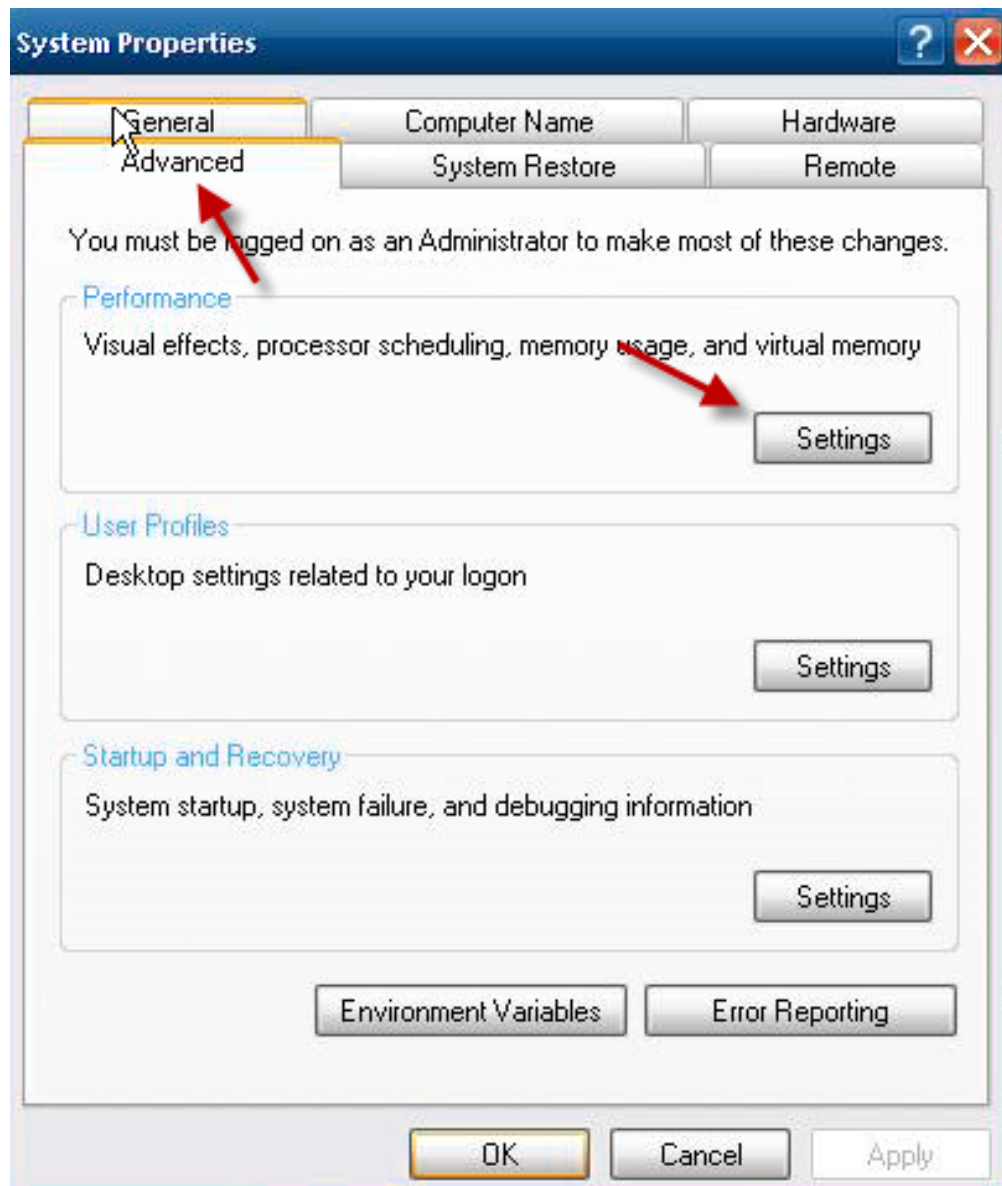 System Properties
?
General Computer Name Hardware
Advanced System Restore Remote
You must be logged on as an Administrator to make most of these changes.
Performance
Visual effects, processor scheduling, memory usage, and virtual memory
Settings
User Profiles
Desktop settings related to your logon
Settings
Startup and Recovery
System startup, system failure, and debugging information
Settings
Environment Variables Error Reporting
OK Cancel Apply